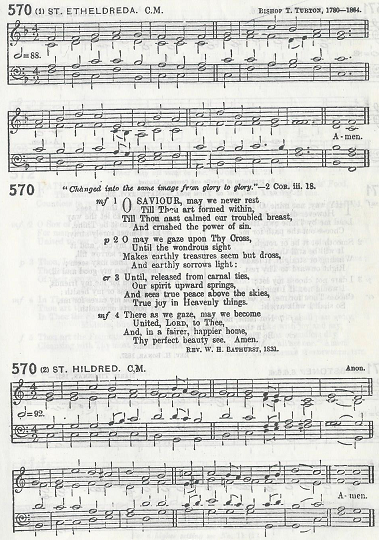 570 (1) ST. ETHELDREDA. C.M. BISHOP T. TURTON, 1780—1864.
𝅗𝅥=88.
A-men.
570 "Changed into the same image from glory to glory."—2 COR. iii. 18.
mf 1 O SAVIOUR, may we never rest
Till Thou art formed within,
Till Thou hast calmed our troubled breast,
And crushed the power of sin.
p 2 O may we gaze upon Thy Cross,
Until the wondrous sight
Makes earthly treasures seem but dross,
And earthly sorrows light:
cr 3 Until, released from carnal ties,
Our spirit upward springs,
And sees true peace above the skies,
True joy in Heavenly things.
mf 4 There as we gaze, may we become
United, LORD, to Thee,
And, in a fairer, happier home,
Thy perfect beauty see. Amen.
REV. W. H. BATHURST, 1831.
570 (2) ST. HILDRED. C.M. Anon.
𝅗𝅥=92.
A-men.